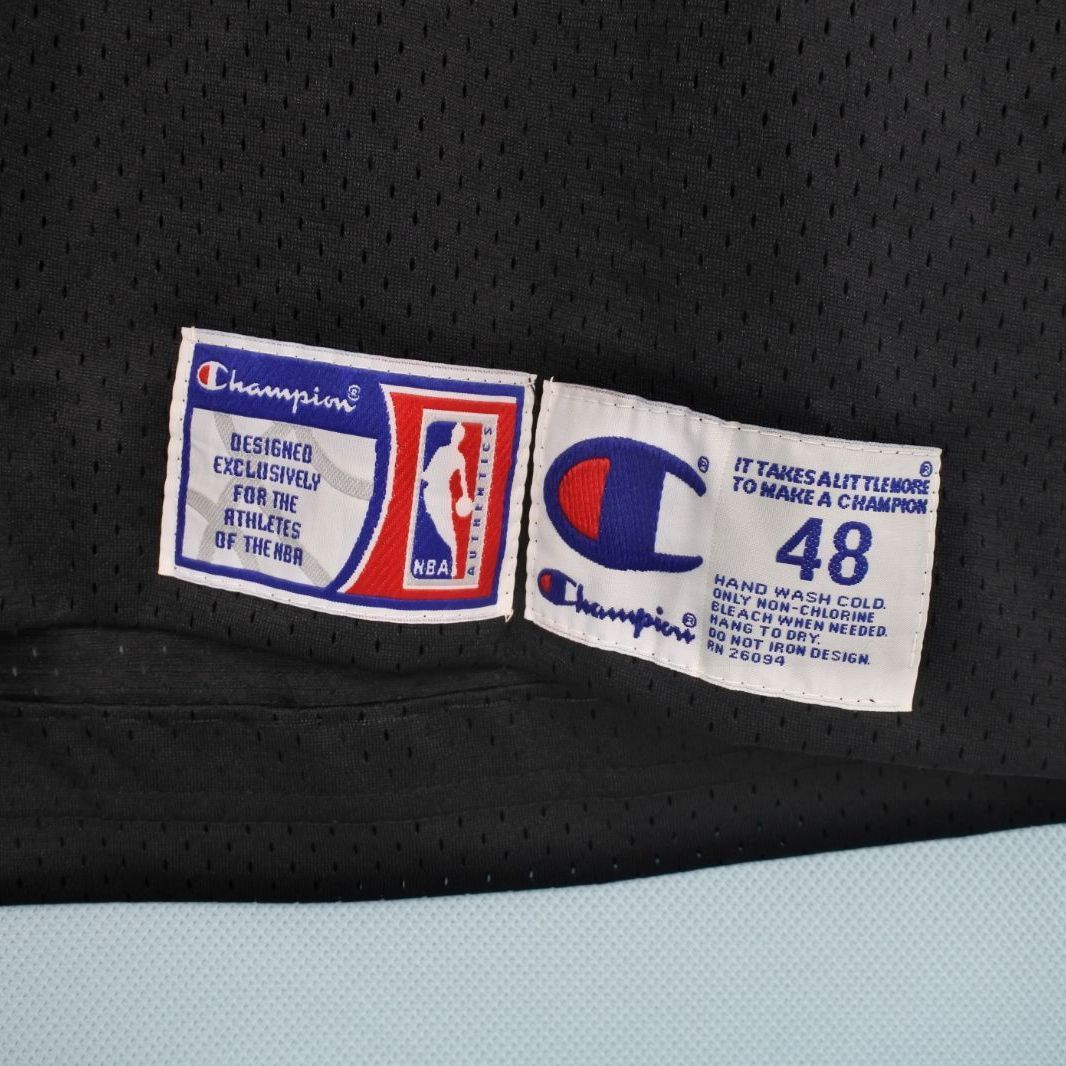 Champion®
DESIGNED
EXCLUSIVELY
FOR THE
ATHLETES
OF THE NBA
NBA
AUTHENTICS
®
Champion®
IT TAKES A LITTLE MORE ®
TO MAKE A CHAMPION
48
HAND WASH COLD.
ONLY NON-CHLORINE
BLEACH WHEN NEEDED.
HANG TO DRY.
DO NOT IRON DESIGN.
RN 26094